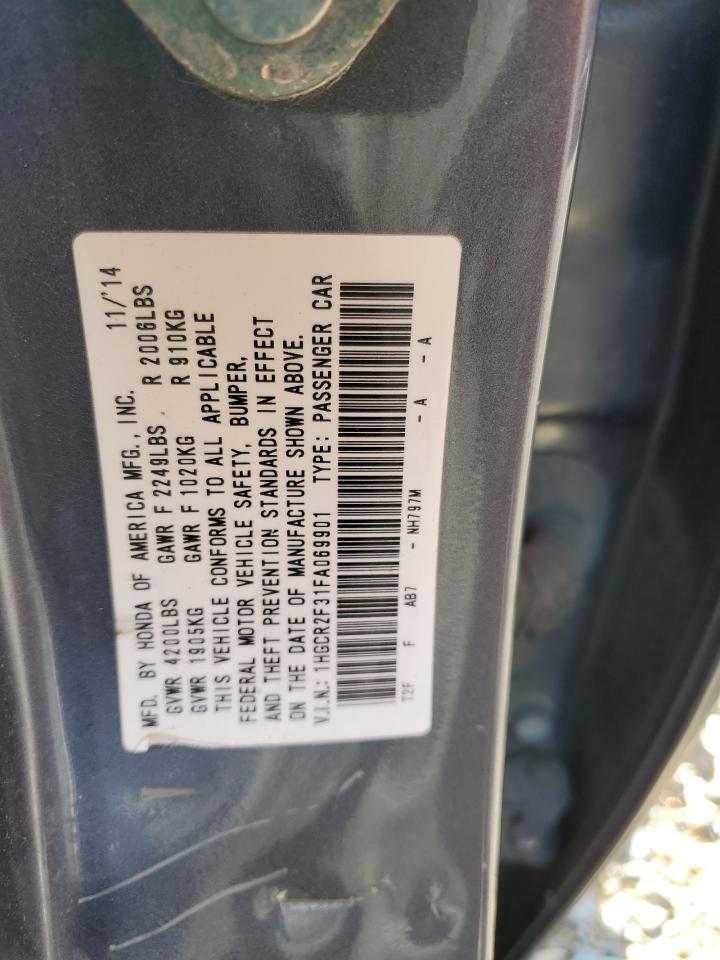 MFD. BY HONDA OF AMERICA MFG., INC. 11/'14
GVWR 4200LBS GAWR F 2249LBS R 2006LBS
GVWR 1905KG GAWR F 1020KG R 910KG
THIS VEHICLE CONFORMS TO ALL APPLICABLE
FEDERAL MOTOR VEHICLE SAFETY, BUMPER,
AND THEFT PREVENTION STANDARDS IN EFFECT
ON THE DATE OF MANUFACTURE SHOWN ABOVE.
V.I.N.: 1HGCR2F31FA069901 TYPE: PASSENGER CAR
T2F F AB7 - NH797M - A - A